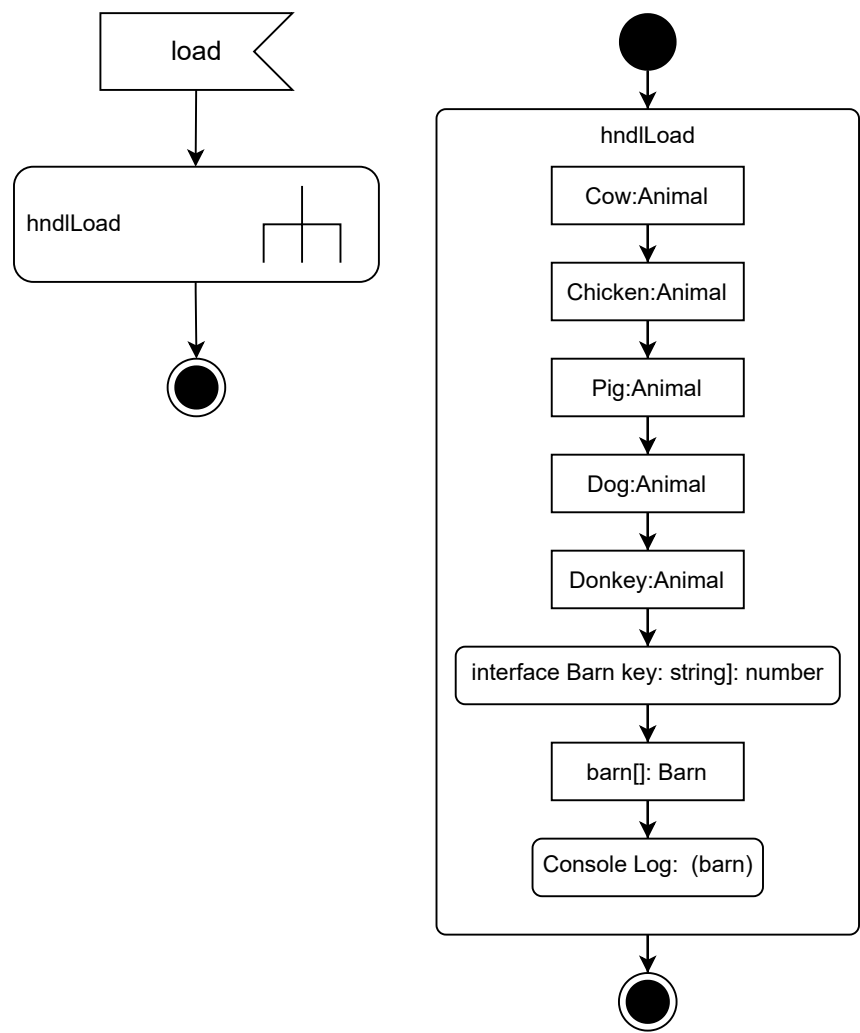 load
hndlLoad
hndlLoad
Cow:Animal
Chicken:Animal
Pig:Animal
Dog:Animal
Donkey:Animal
interface Barn key: string]: number
barn[]: Barn
Console Log:  (barn)